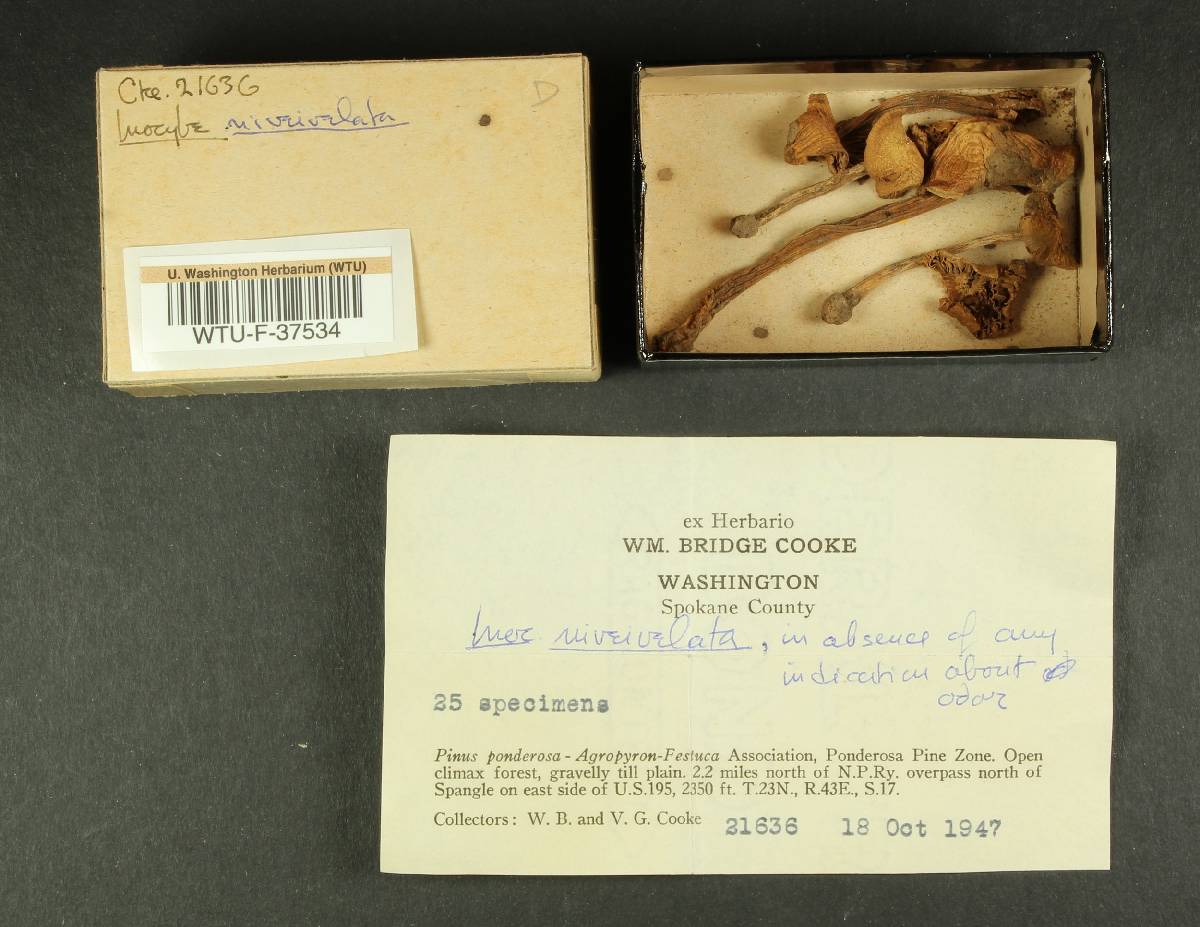 Cke. 21636
D
Inocybe niveivelata
U. Washington Herbarium (WTU)
WTU-F-37534
ex Herbario
WM. BRIDGE COOKE
WASHINGTON
Spokane County
Inoc. niveivelata, in absence of any
indication about
odor
25 specimens
Pinus ponderosa - Agropyron-Festuca Association, Ponderosa Pine Zone. Open
climax forest, gravelly till plain. 2.2 miles north of N.P.Ry. overpass north of
Spangle on east side of U.S.195, 2350 ft. T.23N., R.43E., S.17.
Collectors: W. B. and V. G. Cooke 21636 18 Oct 1947